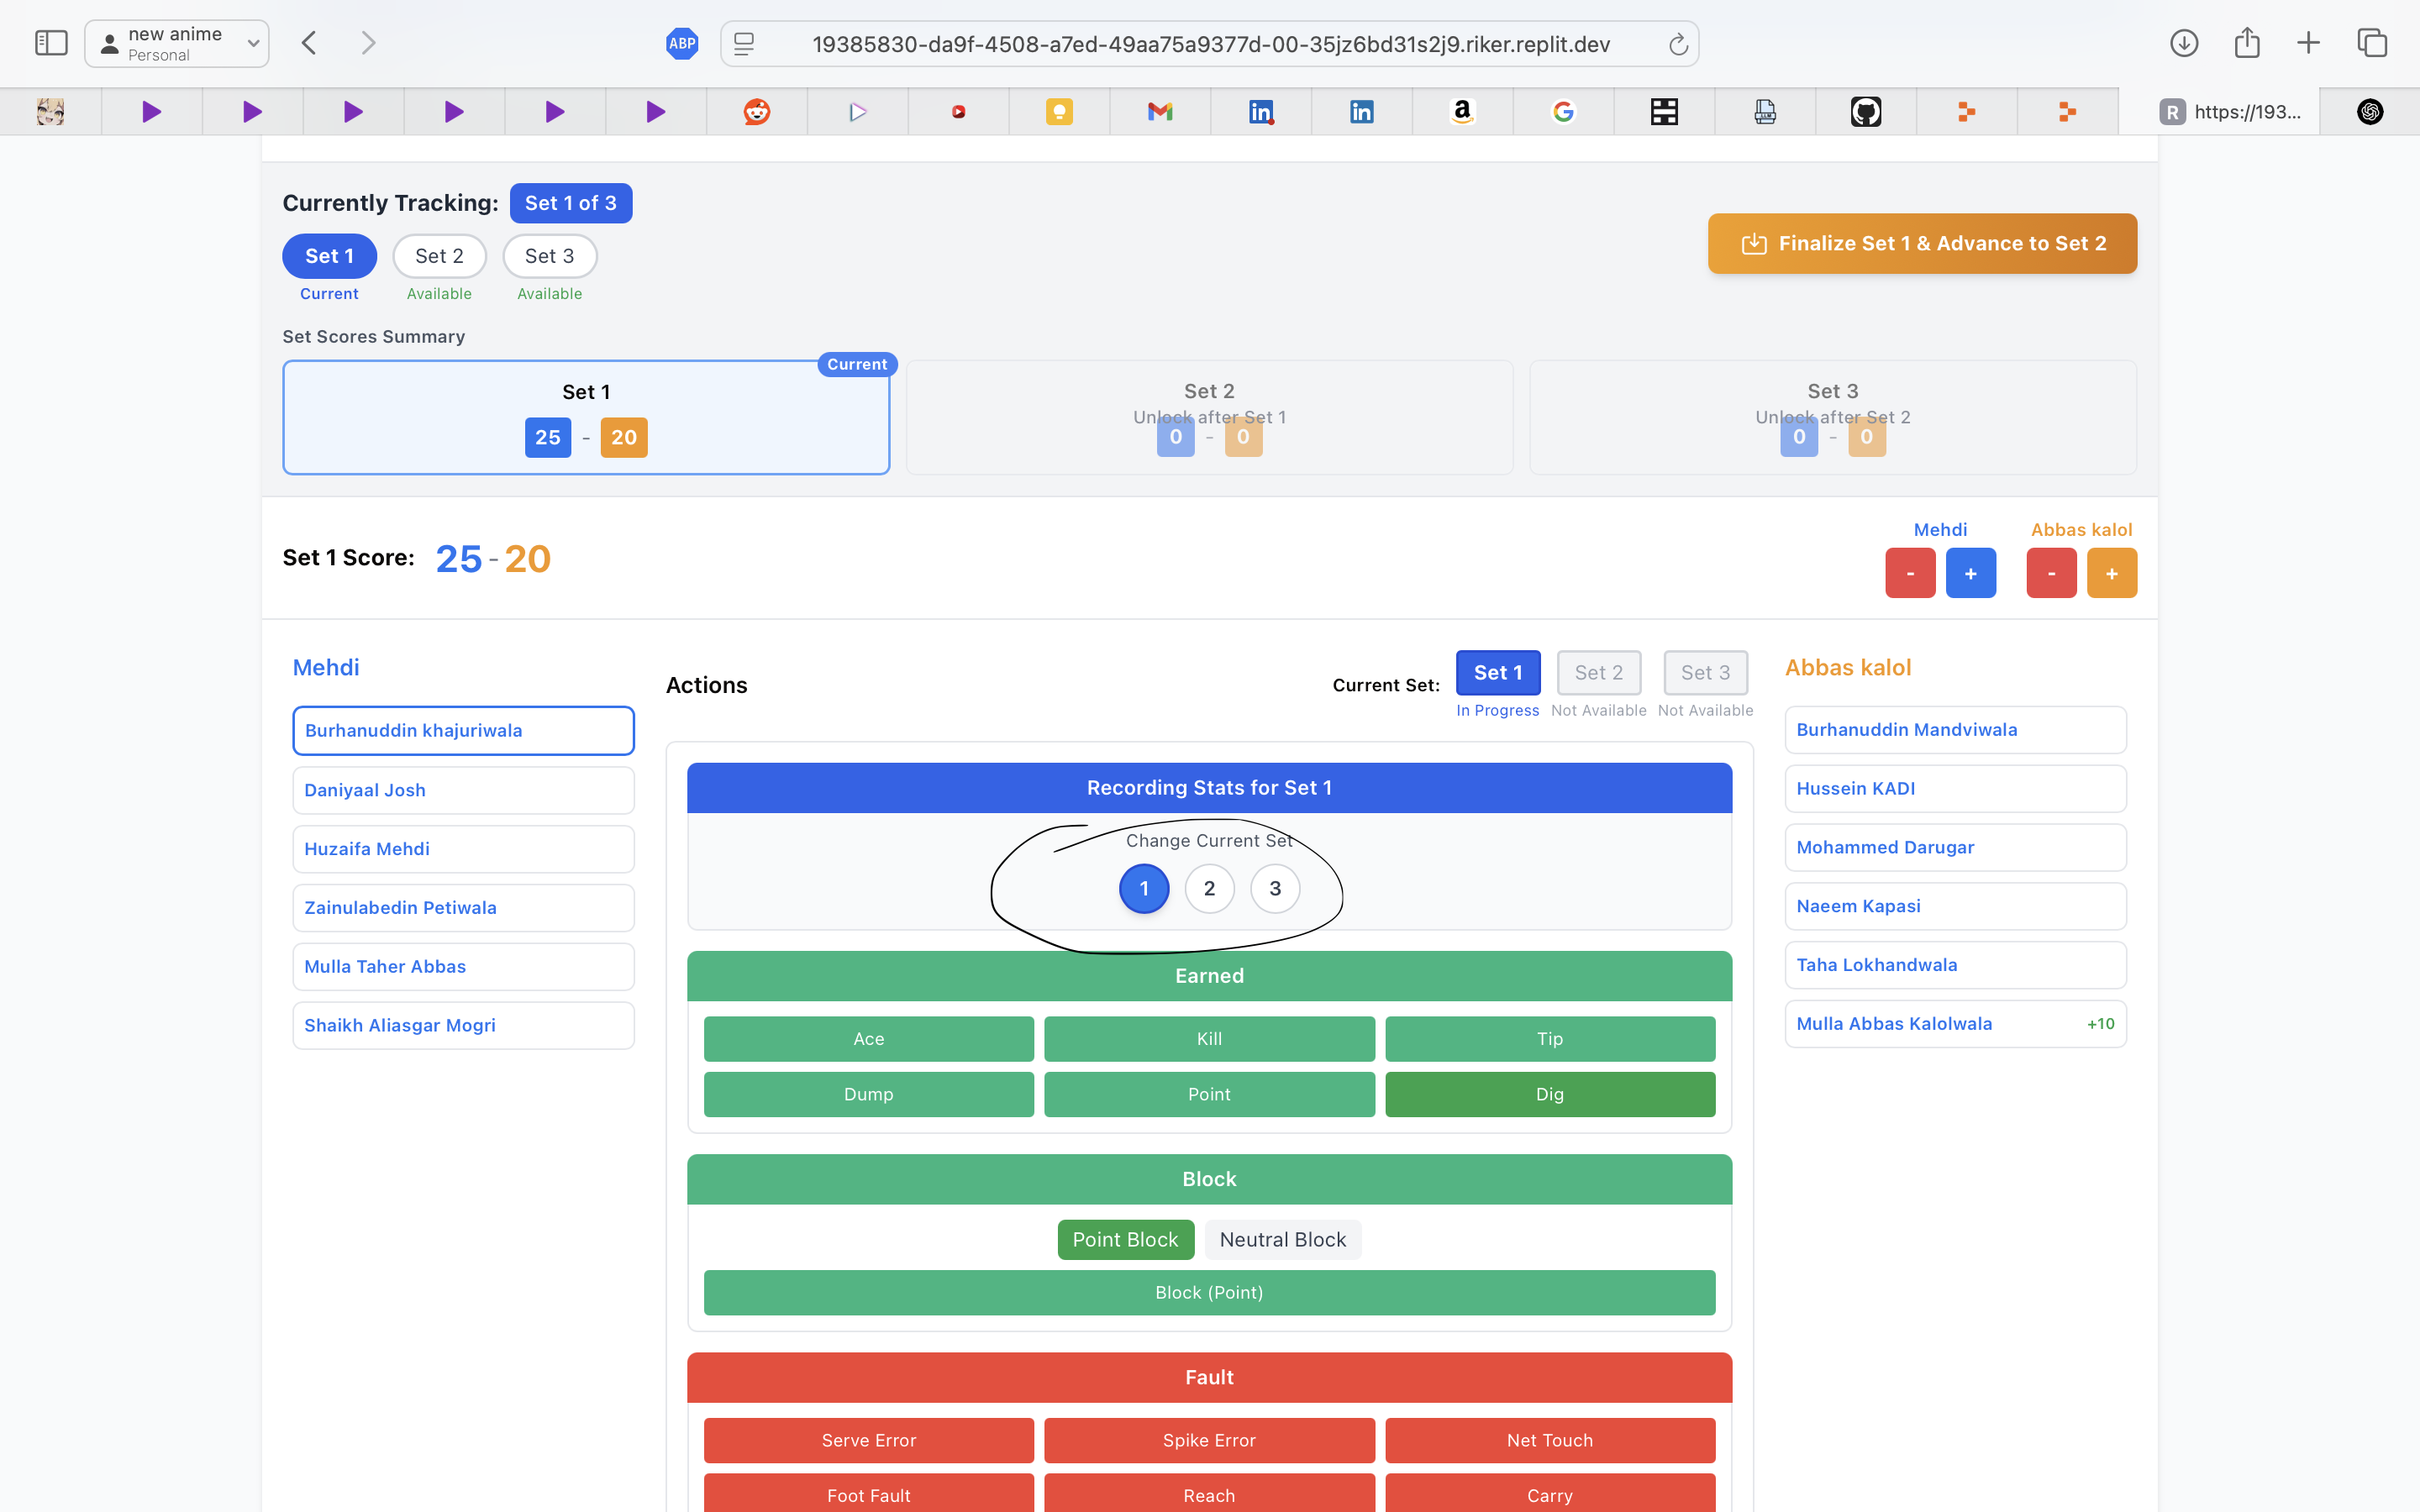 new anime
Personal
ABP
19385830-da9f-4508-a7ed-49aa75a9377d-00-35jz6bd31s2j9.riker.replit.dev
R https://193...
Currently Tracking: Set 1 of 3
Set 1 Set 2 Set 3
Current Available Available
Finalize Set 1 & Advance to Set 2
Set Scores Summary
Current
Set 1
25 - 20
Set 2
Unlock after Set 1
0 - 0
Set 3
Unlock after Set 2
0 - 0
Set 1 Score: 25 - 20
Mehdi
- +
Abbas kalol
- +
Mehdi
Burhanuddin khajuriwala
Daniyaal Josh
Huzaifa Mehdi
Zainulabedin Petiwala
Mulla Taher Abbas
Shaikh Aliasgar Mogri
Actions
Current Set: Set 1 Set 2 Set 3
In Progress Not Available Not Available
Recording Stats for Set 1
Change Current Set
1 2 3
Earned
Ace Kill Tip
Dump Point Dig
Block
Point Block Neutral Block
Block (Point)
Fault
Serve Error Spike Error Net Touch
Foot Fault Reach Carry
Abbas kalol
Burhanuddin Mandviwala
Hussein KADI
Mohammed Darugar
Naeem Kapasi
Taha Lokhandwala
Mulla Abbas Kalolwala +10